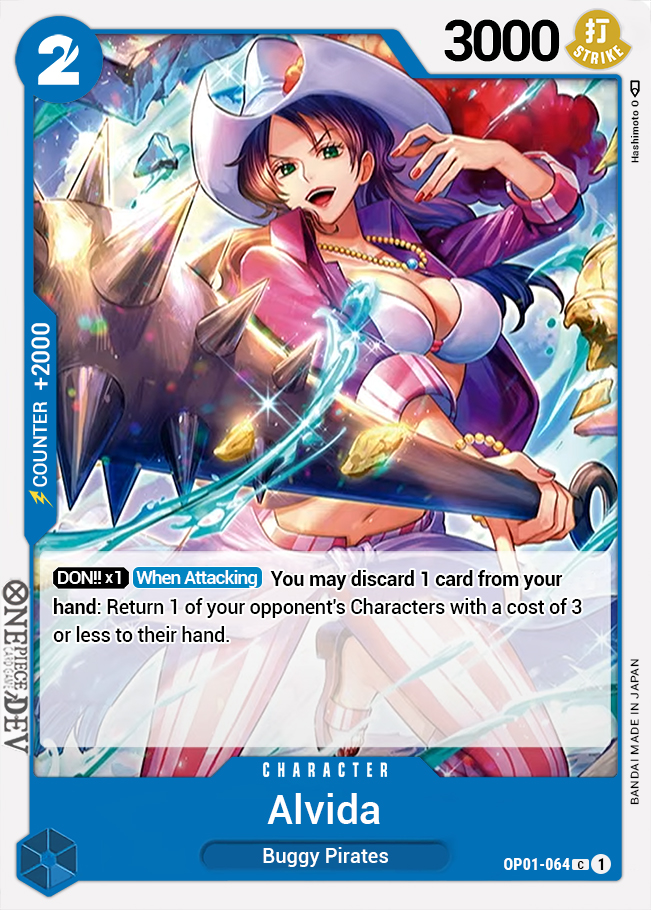 2
3000
打
STRIKE
Hashimoto Q
COUNTER +2000
DON!! x1 When Attacking You may discard 1 card from your
hand: Return 1 of your opponent's Characters with a cost of 3
or less to their hand.
ONE PIECE
CARD GAME
/DEV
BANDAI MADE IN JAPAN
CHARACTER
Alvida
Buggy Pirates
OP01-064 C 1